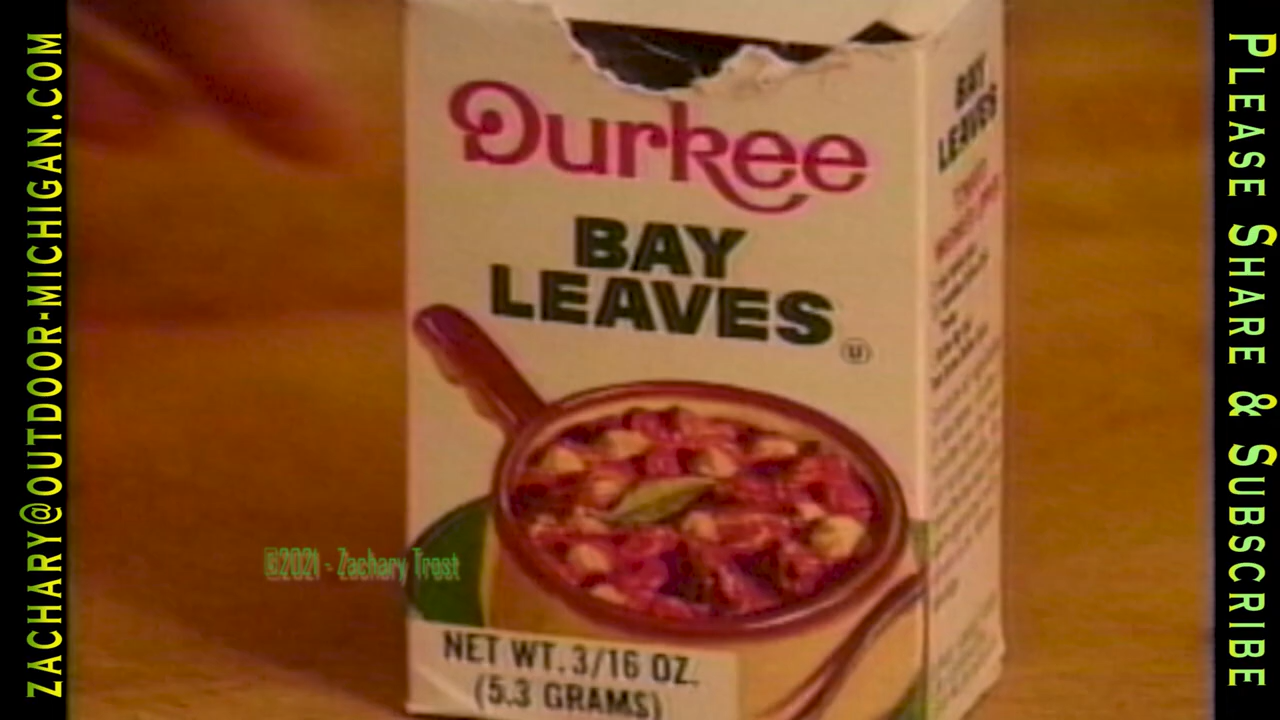 ZACHARY@OUTDOOR-MICHIGAN.COM
Durkee
BAY
LEAVES
U
NET WT. 3/16 OZ.
(5.3 GRAMS)
BAY
LEAVES
©2021 - Zachary Trost
PLEASE SHARE & SUBSCRIBE